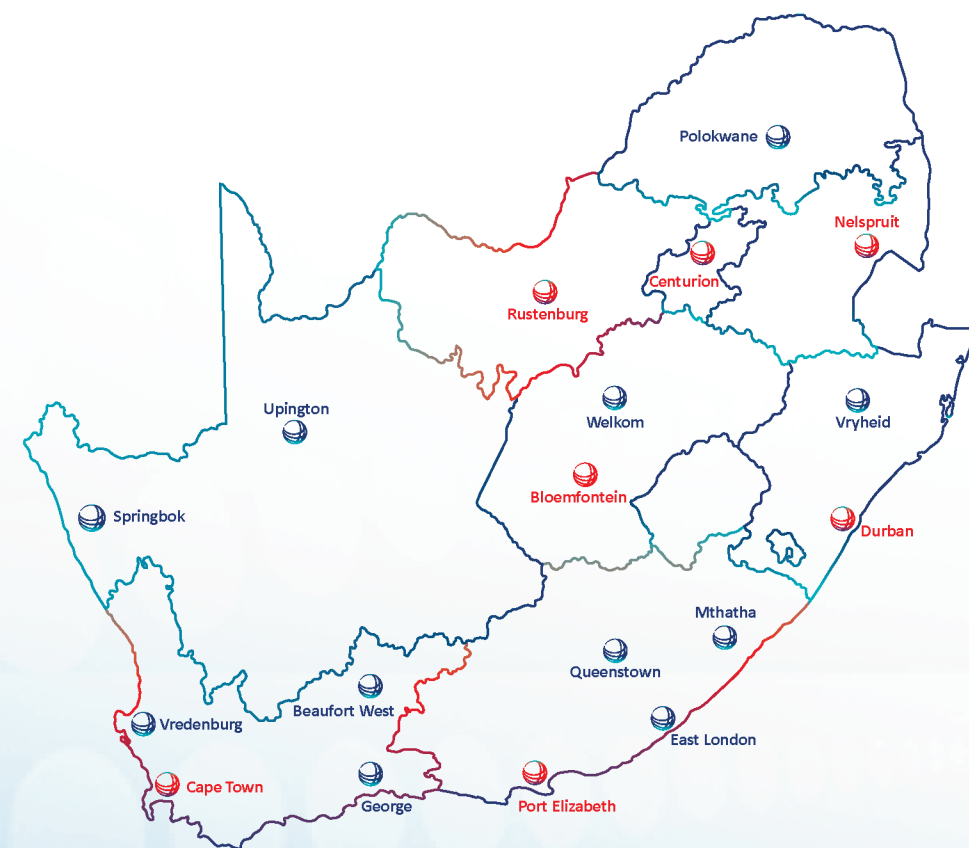 Polokwane
Nelspruit
Centurion
Rustenburg
Upington
Welkom
Vryheid
Bloemfontein
Springbok
Durban
Mthatha
Queenstown
Beaufort West
Vredenburg
East London
Cape Town
George
Port Elizabeth